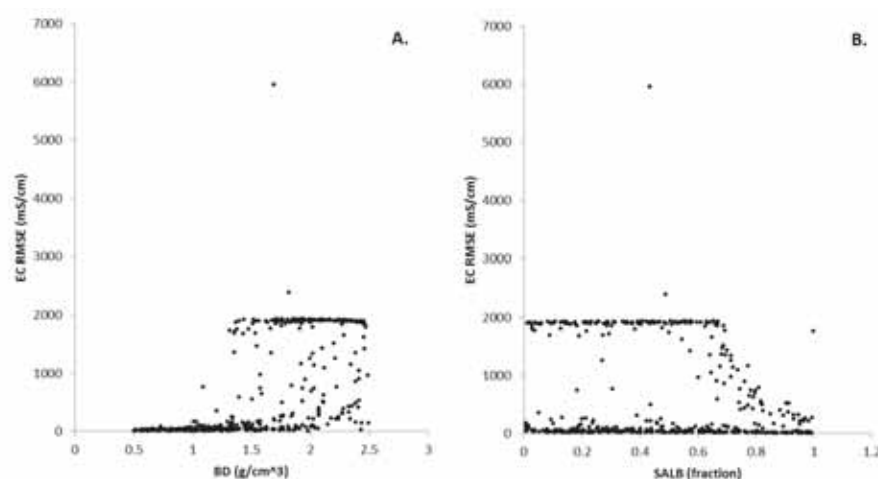 A.
7000
6000
5000
4000
3000
2000
1000
0
EC RMSE (mS/cm)
0 0.5 1 1.5 2 2.5 3
BD (g/cm^3)
B.
7000
6000
5000
4000
3000
2000
1000
0
EC RMSE (mS/cm)
0 0.2 0.4 0.6 0.8 1 1.2
SALB (fraction)